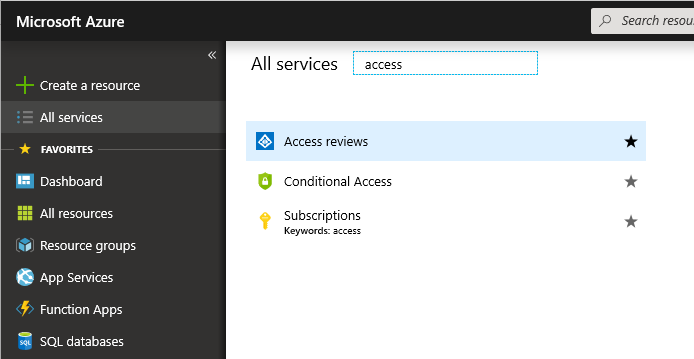 Microsoft Azure
Search resou
«
Create a resource
All services
FAVORITES
Dashboard
All resources
Resource groups
App Services
Function Apps
SQL databases
All services
access
Access reviews
Conditional Access
Subscriptions
Keywords: access